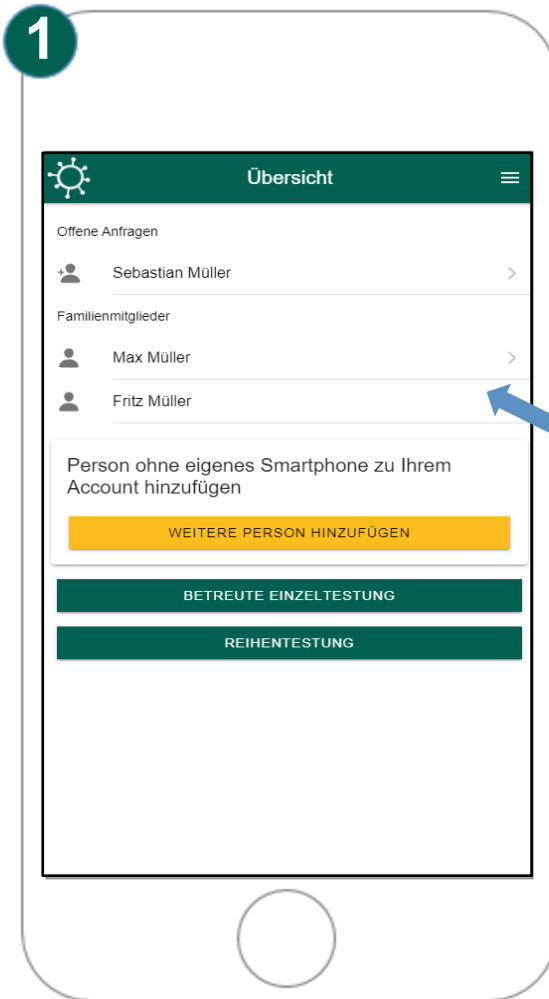 1
Übersicht
Offene Anfragen
Sebastian Müller
Familienmitglieder
Max Müller
Fritz Müller
Person ohne eigenes Smartphone zu Ihrem
Account hinzufügen
WEITERE PERSON HINZUFÜGEN
BETREUTE EINZELTESTUNG
REIHENTESTUNG